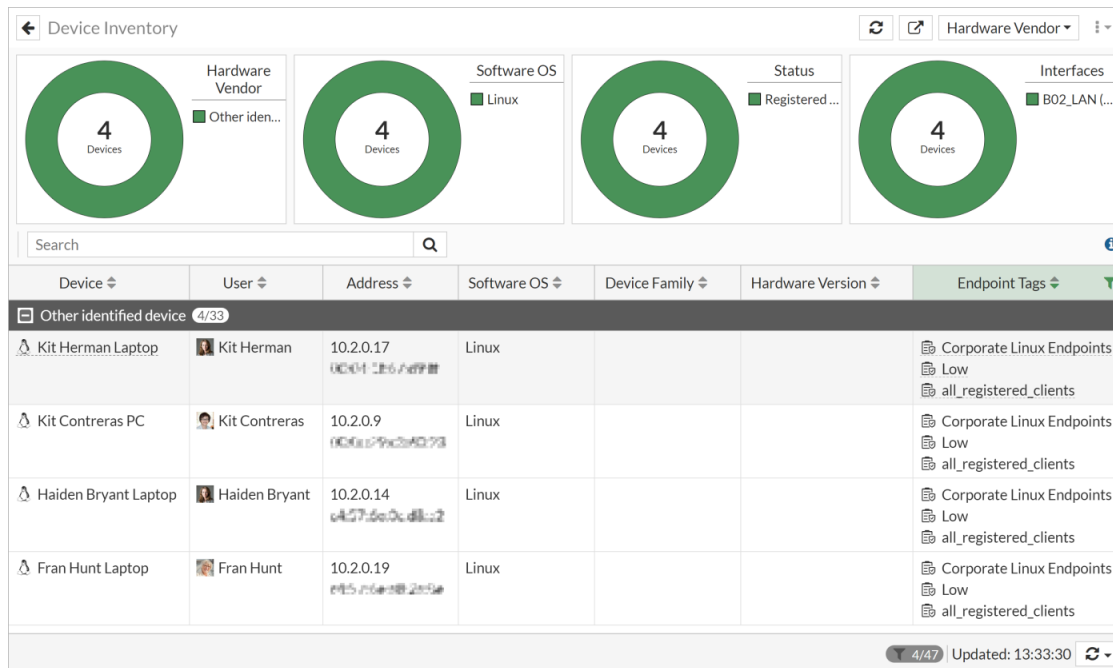 Device Inventory
Hardware Vendor
4
Devices
Hardware
Vendor
Other iden...
4
Devices
Software OS
Linux
4
Devices
Status
Registered ...
4
Devices
Interfaces
B02_LAN (...
Search
Device User Address Software OS Device Family Hardware Version Endpoint Tags
Other identified device 4/33
Kit Herman Laptop Kit Herman 10.2.0.17 Linux Corporate Linux Endpoints
Low
all_registered_clients
Kit Contreras PC Kit Contreras 10.2.0.9 Linux Corporate Linux Endpoints
Low
all_registered_clients
Haiden Bryant Laptop Haiden Bryant 10.2.0.14 Linux Corporate Linux Endpoints
Low
all_registered_clients
Fran Hunt Laptop Fran Hunt 10.2.0.19 Linux Corporate Linux Endpoints
Low
all_registered_clients
4/47 Updated: 13:33:30